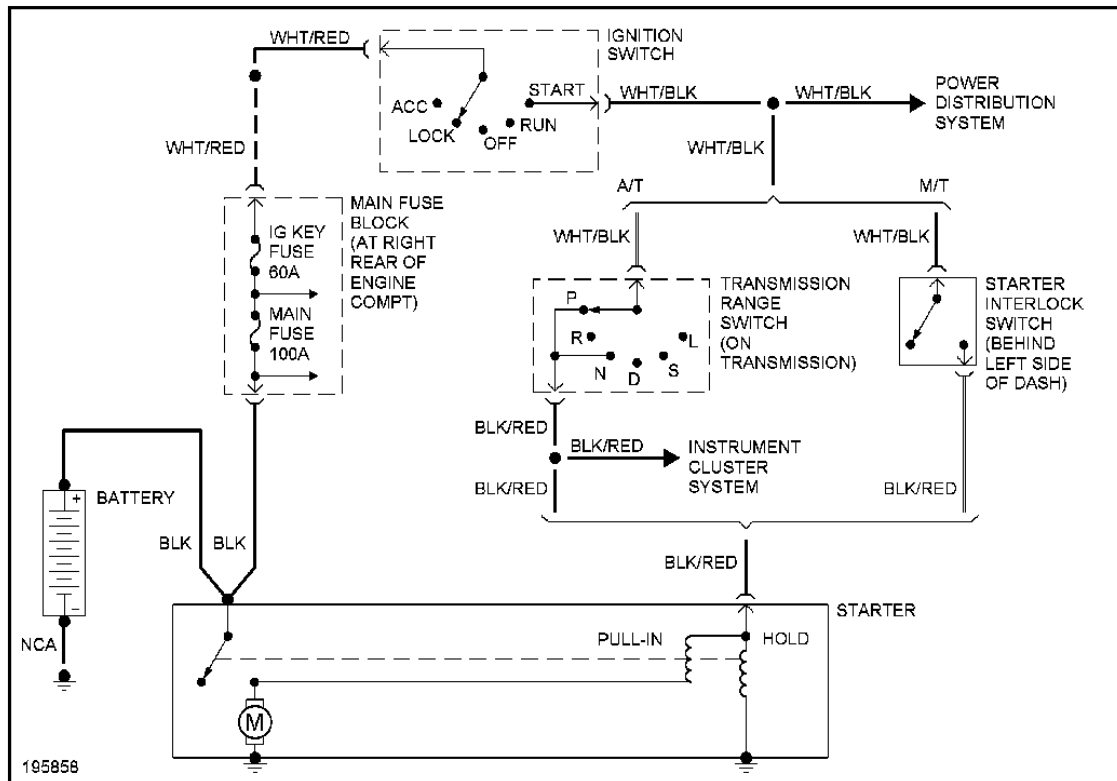 WHT/RED
IGNITION
SWITCH
ACC
LOCK
OFF
RUN
START
WHT/BLK
WHT/BLK
POWER
DISTRIBUTION
SYSTEM
WHT/RED
WHT/BLK
A/T
M/T
MAIN FUSE
BLOCK
(AT RIGHT
REAR OF
ENGINE
COMPT)
IG KEY
FUSE
60A
MAIN
FUSE
100A
WHT/BLK
WHT/BLK
P
R
N
D
S
L
TRANSMISSION
RANGE
SWITCH
(ON
TRANSMISSION)
STARTER
INTERLOCK
SWITCH
(BEHIND
LEFT SIDE
OF DASH)
BLK/RED
BLK/RED
INSTRUMENT
CLUSTER
SYSTEM
BLK/RED
BLK/RED
+
BATTERY
-
BLK
BLK
BLK/RED
NCA
STARTER
PULL-IN
HOLD
M
195858